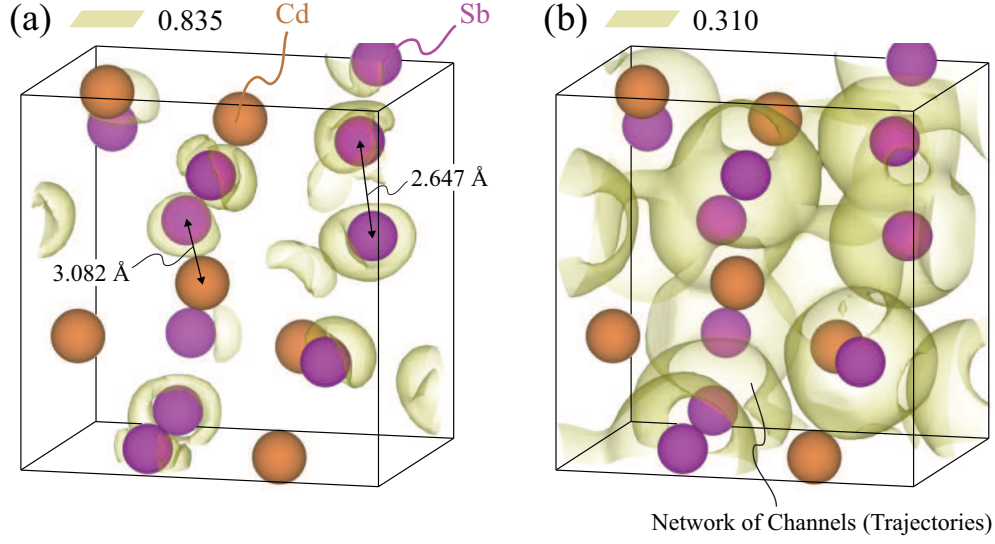 (a) 0.835 Cd Sb
2.647 Å
3.082 Å
(b) 0.310
Network of Channels (Trajectories)